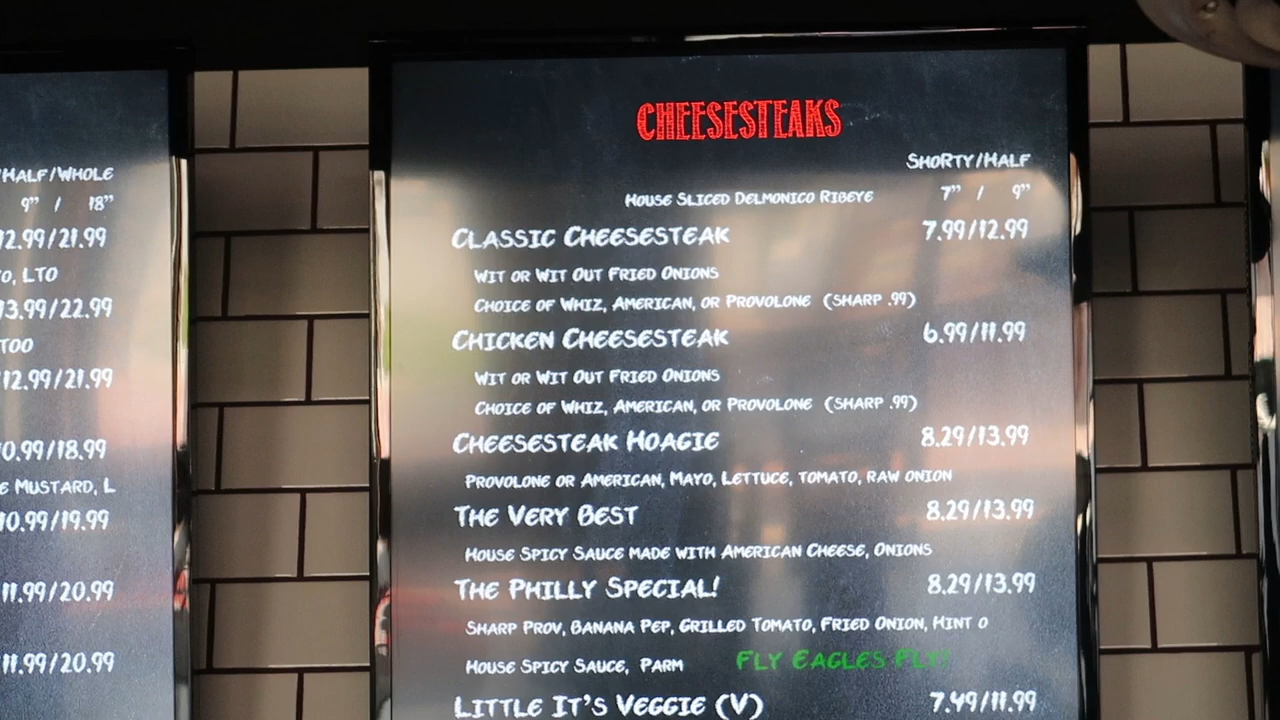 /HALF/WHOLE
9" / 18"
2.99/21.99
O, LTO
3.99/22.99
TOO
12.99/21.99
0.99/18.99
E MUSTARD, L
10.99/19.99
11.99/20.99
11.99/20.99
CHEESESTEAKS
SHORTY/HALF
HOUSE SLICED DELMONICO RIBEYE 7" / 9"
CLASSIC CHEESESTEAK 7.99/12.99
WIT OR WIT OUT FRIED ONIONS
CHOICE OF WHIZ, AMERICAN, OR PROVOLONE (SHARP .99)
CHICKEN CHEESESTEAK 6.99/11.99
WIT OR WIT OUT FRIED ONIONS
CHOICE OF WHIZ, AMERICAN, OR PROVOLONE (SHARP .99)
CHEESESTEAK HOAGIE 8.29/13.99
PROVOLONE OR AMERICAN, MAYO, LETTUCE, TOMATO, RAW ONION
THE VERY BEST 8.29/13.99
HOUSE SPICY SAUCE MADE WITH AMERICAN CHEESE, ONIONS
THE PHILLY SPECIAL! 8.29/13.99
SHARP PROV, BANANA PEP, GRILLED TOMATO, FRIED ONION, HINT O
HOUSE SPICY SAUCE, PARM FLY EAGLES FLY!
LITTLE IT'S VEGGIE (V) 7.49/11.99